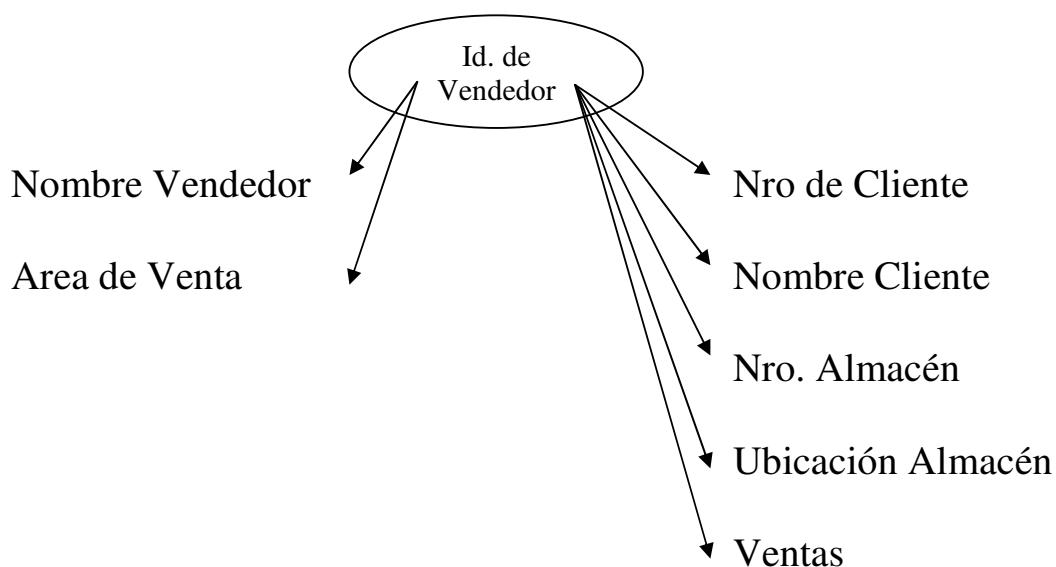 Id. de
Vendedor
Nombre Vendedor
Area de Venta
Nro de Cliente
Nombre Cliente
Nro. Almacén
Ubicación Almacén
Ventas